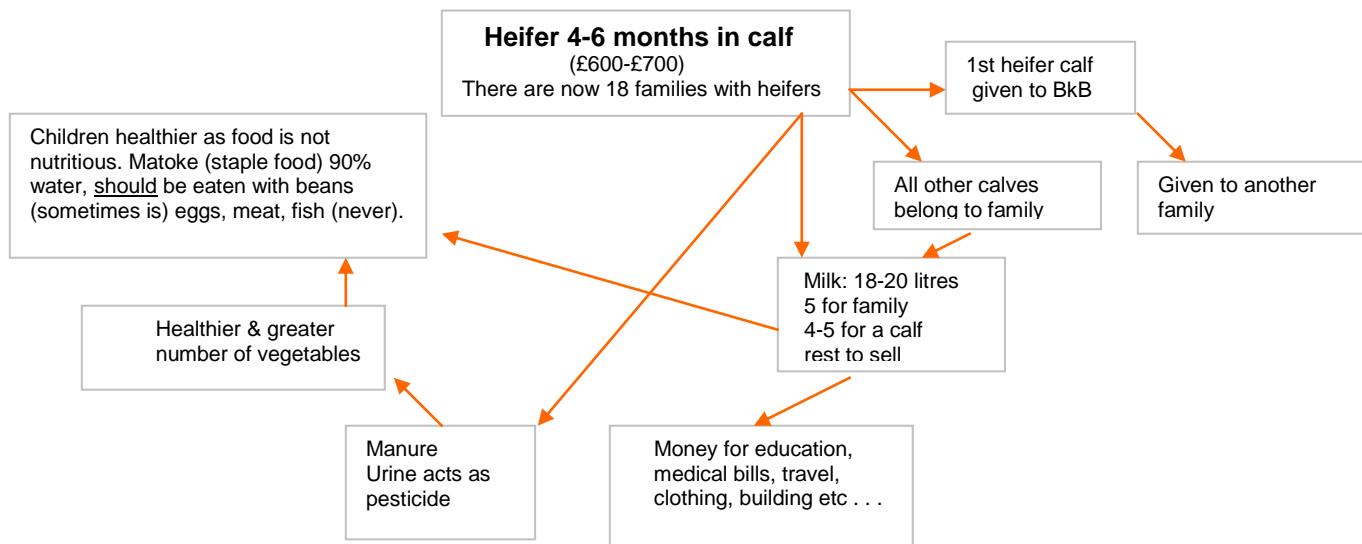 Heifer 4-6 months in calf
(£600-£700)
There are now 18 families with heifers
1st heifer calf
given to BkB
Children healthier as food is not
nutritious. Matoke (staple food) 90%
water, should be eaten with beans
(sometimes is) eggs, meat, fish (never).
All other calves
belong to family
Given to another
family
Milk: 18-20 litres
5 for family
4-5 for a calf
rest to sell
Healthier & greater
number of vegetables
Manure
Urine acts as
pesticide
Money for education,
medical bills, travel,
clothing, building etc . . .